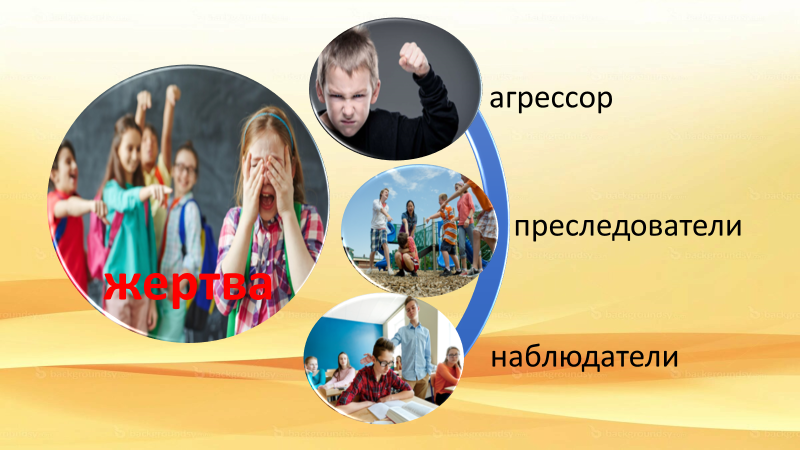 жертва
агрессор
преследователи
наблюдатели